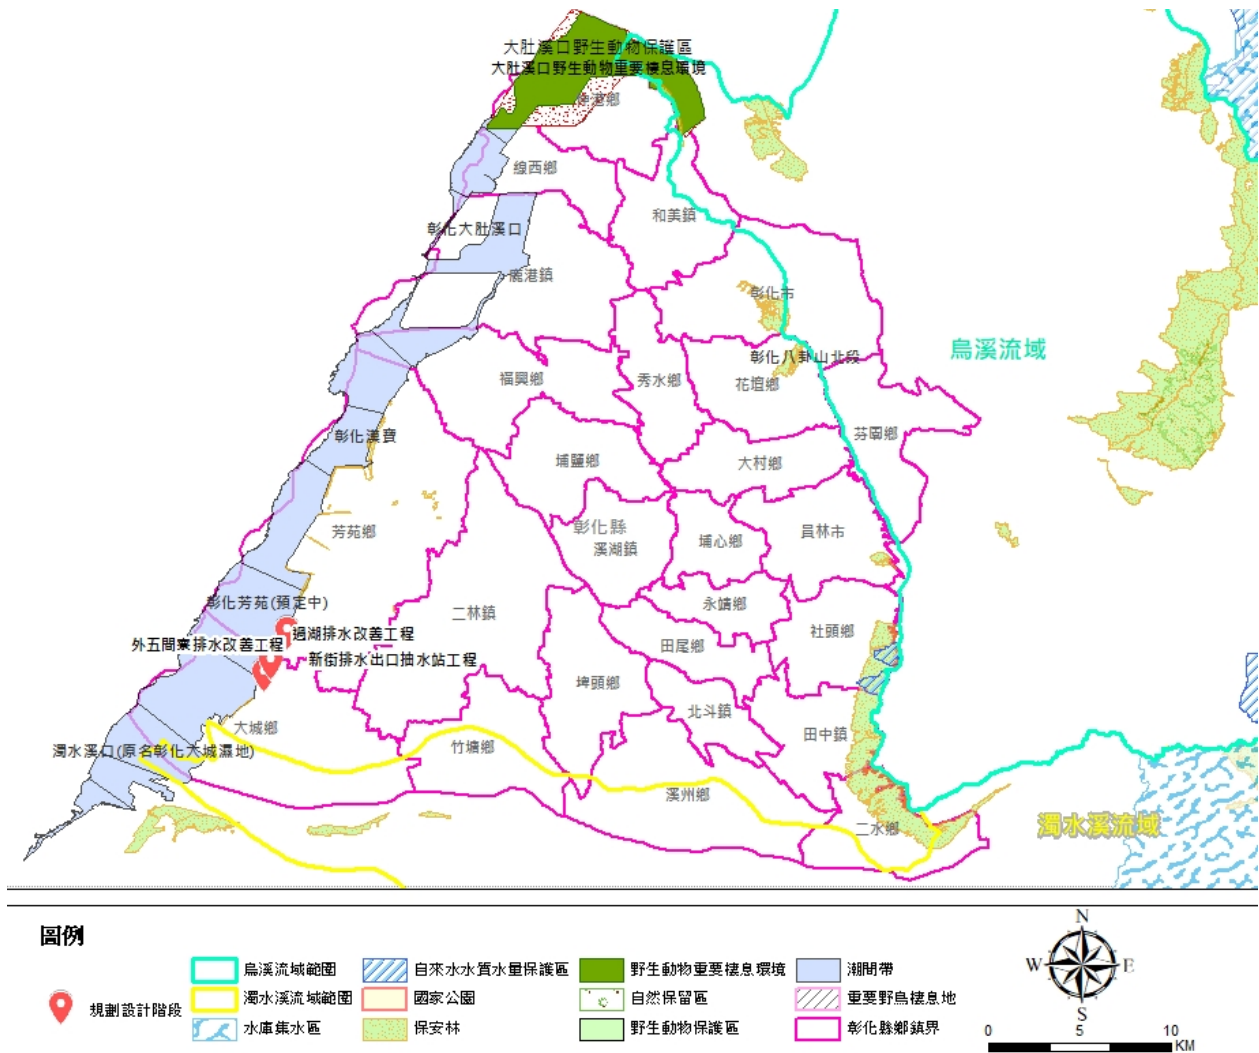 大肚溪口野生動物保護區
大肚溪口野生動物重要棲息環境
伸港鄉
線西鄉
和美鎮
彰化大肚溪口
鹿港鎮
彰化市
烏溪流域
彰化八卦山北段
福興鄉
秀水鄉
花壇鄉
彰化漢寶
芬園鄉
埔鹽鄉
大村鄉
芳苑鄉
彰化縣
溪湖鎮
埔心鄉
員林市
彰化芳苑(預定中)
二林鎮
永靖鄉
社頭鄉
過湖排水改善工程
外五間寮排水改善工程
田尾鄉
新街排水出口抽水站工程
埤頭鄉
北斗鎮
大城鄉
田中鎮
竹塘鄉
濁水溪口(原名彰化大城濕地)
溪州鄉
二水鄉
濁水溪流域
圖例
規劃設計階段
烏溪流域範圍
濁水溪流域範圍
水庫集水區
自來水水質水量保護區
國家公園
保安林
野生動物重要棲息環境
自然保留區
野生動物保護區
潮間帶
重要野鳥棲息地
彰化縣鄉鎮界
N
W
E
S
0 5 10
KM